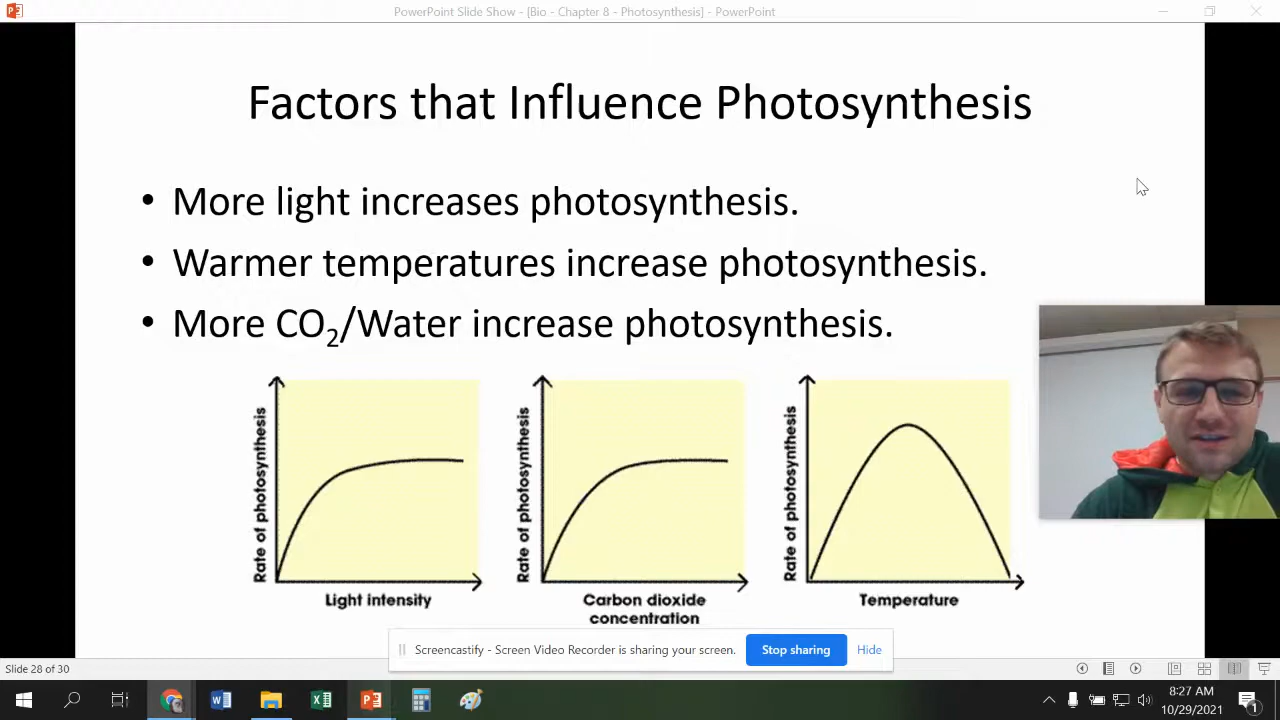 PowerPoint Slide Show - [Bio - Chapter 8 - Photosynthesis] - PowerPoint
Factors that Influence Photosynthesis
• More light increases photosynthesis.
• Warmer temperatures increase photosynthesis.
• More CO₂/Water increase photosynthesis.
Rate of photosynthesis
Light intensity
Rate of photosynthesis
Carbon dioxide
concentration
Rate of photosynthesis
Temperature
Screencastify - Screen Video Recorder is sharing your screen.
Stop sharing
Hide
Slide 28 of 30
8:27 AM
10/29/2021
1